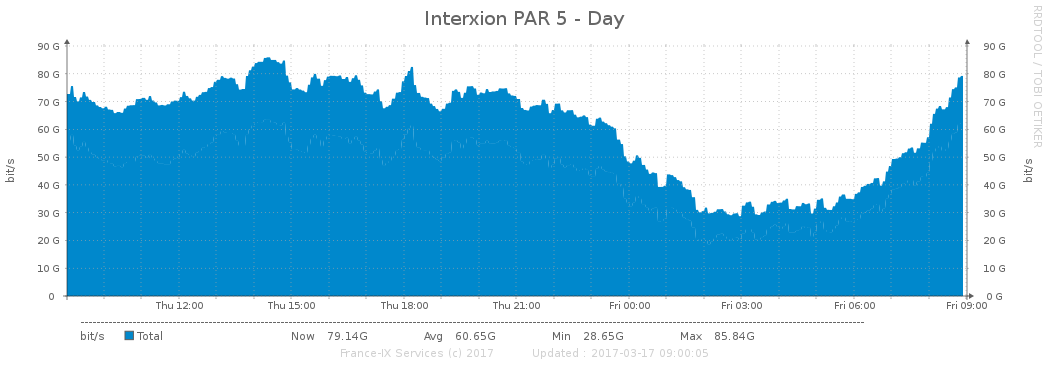 Interxion PAR 5 - Day
RRDTOOL / TOBI OETIKER
bit/s
90 G 90 G
80 G 80 G
70 G 70 G
60 G 60 G
50 G 50 G
40 G 40 G
30 G 30 G
20 G 20 G
10 G 10 G
0 0 G
bit/s
Thu 12:00 Thu 15:00 Thu 18:00 Thu 21:00 Fri 00:00 Fri 03:00 Fri 06:00 Fri 09:00
bit/s Total Now 79.14G Avg 60.65G Min 28.65G Max 85.84G
France-IX Services (c) 2017 Updated : 2017-03-17 09:00:05